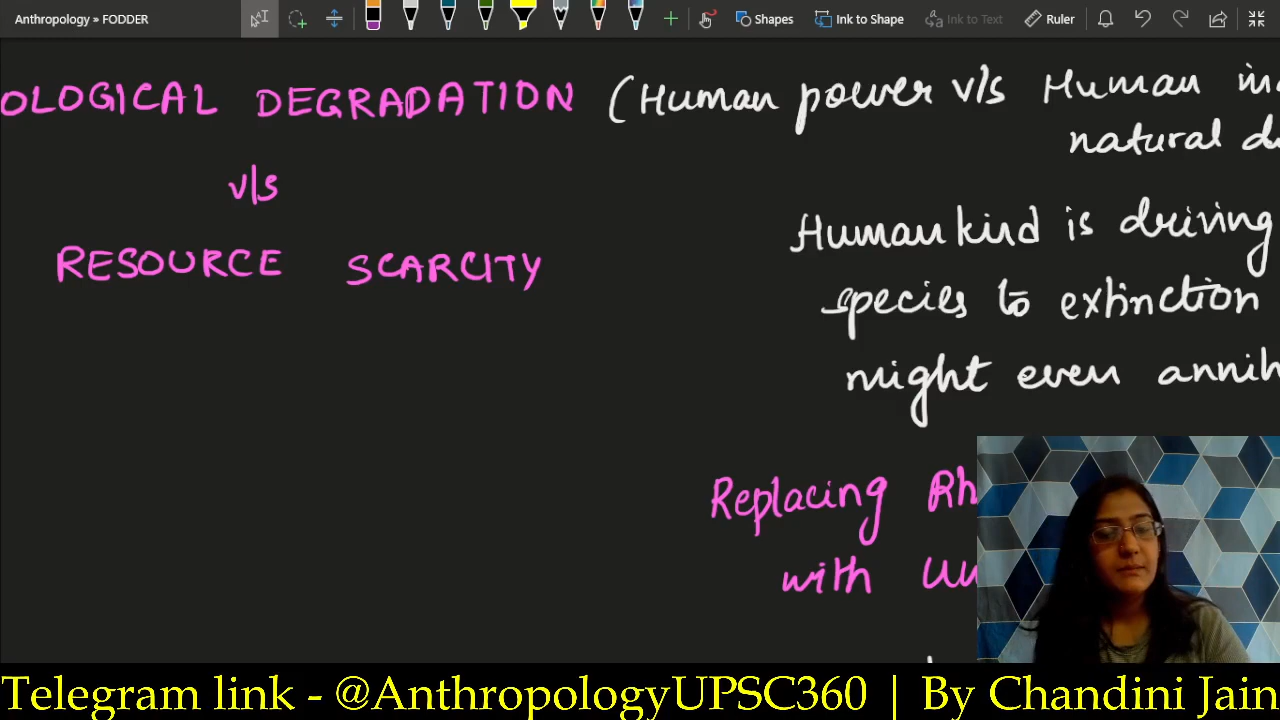 Anthropology » FODDER
Shapes
Ink to Shape
Ink to Text
Ruler
OLOGICAL DEGRADATION (Human power v/s Human
natural
v/s
Humankind is driving
RESOURCE SCARCITY
species to extinction
might even
Replacing
with
Telegram link - @AnthropologyUPSC360 | By Chandini Jain